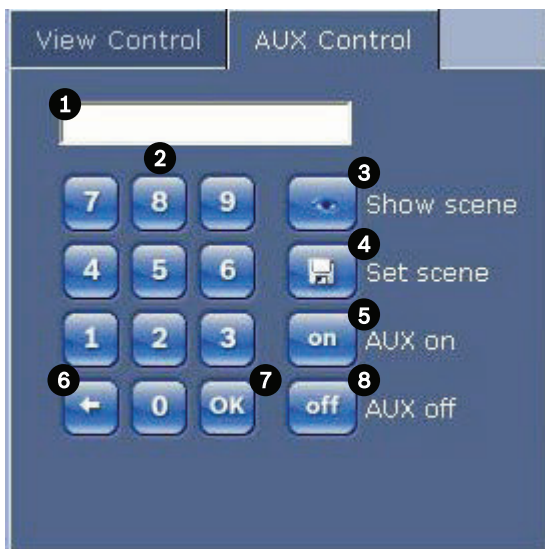 View Control AUX Control
1
2
3
7 8 9 Show scene
4
4 5 6 Set scene
5
1 2 3 on AUX on
6 7 8
0 OK off AUX off